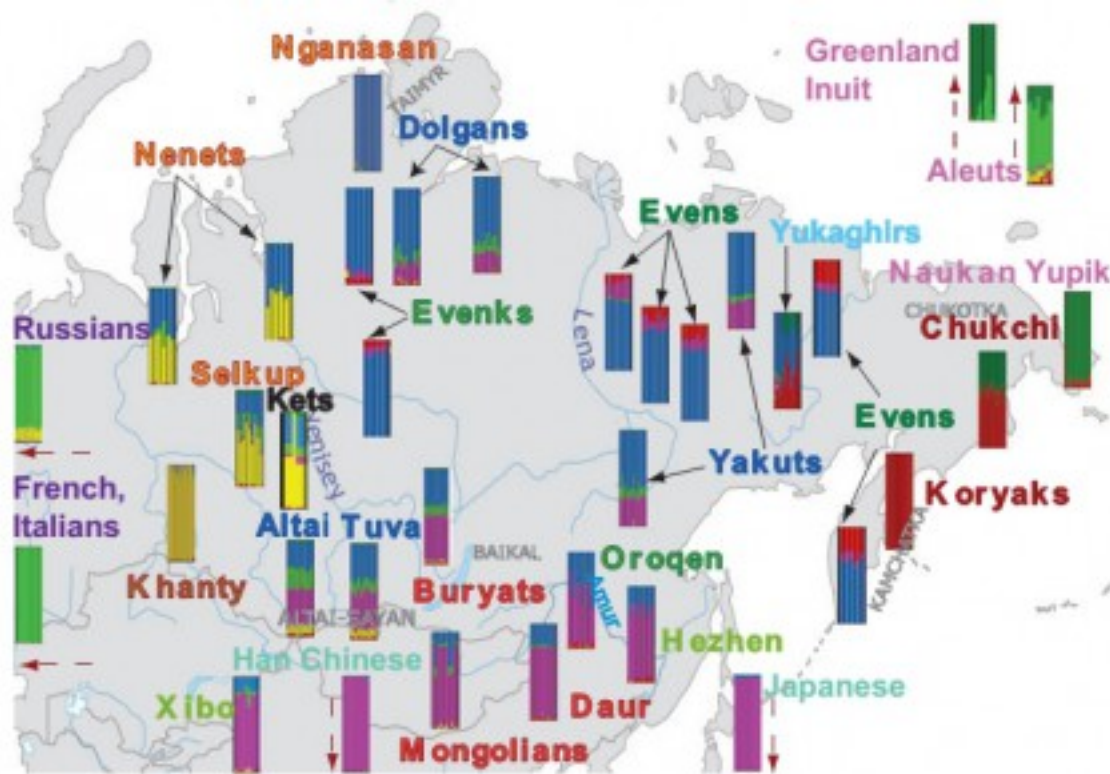 Nganasan
TAIMYR
Greenland
Inuit
Dolgans
Nenets
Aleuts
Evens
Yukaghirs
Naukan Yupik
CHUKOTKA
Russians
Evenks
Lena
Chukchi
Selkup
Kets
Yenisey
Evens
Yakuts
French,
Italians
Koryaks
KAMCHATKA
Altai
Tuva
BAIKAL
Oroqen
Khanty
Buryats
Amur
ALTAI-SAYAN
Han Chinese
Hezhen
Xibo
Daur
Japanese
Mongolians